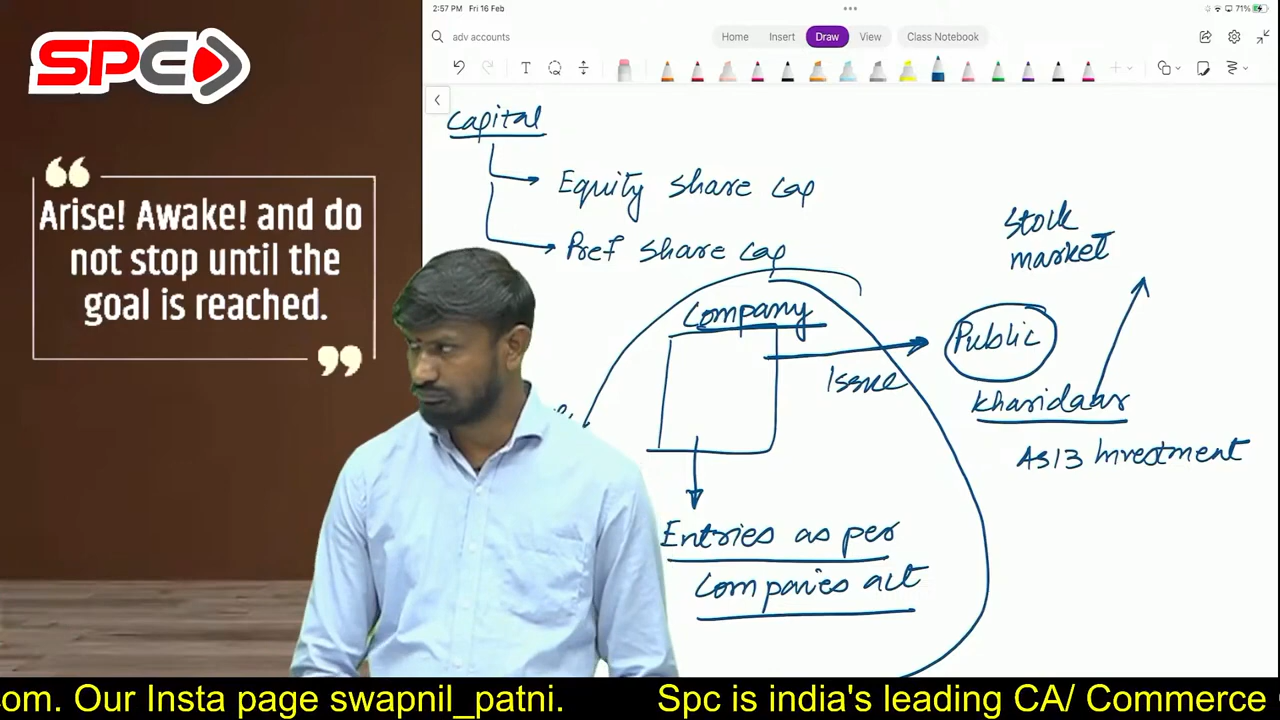 2:57 PM Fri 16 Feb
71%
adv accounts
Home Insert Draw View Class Notebook
SPC
Arise! Awake! and do
not stop until the
goal is reached.
Capital
Equity share cap
Pref share cap
Stock
market
Company
Public
Issue
kharidaar
AS13 Investment
Entries as per
Companies act
com. Our Insta page swapnil_patni. Spc is india's leading CA/ Commerce